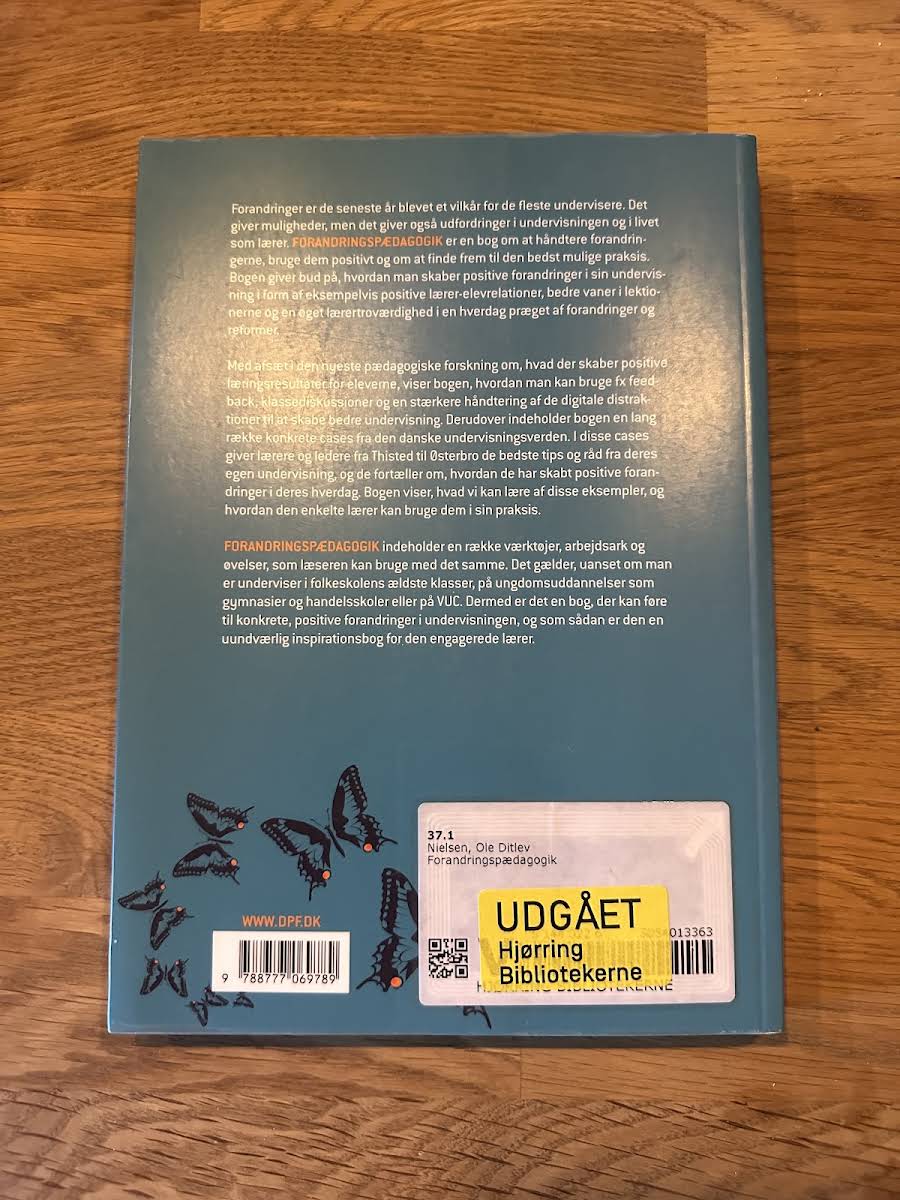 Forandringer er de seneste år blevet et vilkår for de fleste undervisere. Det
giver muligheder, men det giver også udfordringer i undervisningen og i livet
som lærer. FORANDRINGSPÆDAGOGIK er en bog om at håndtere forandrin-
gerne, bruge dem positivt og om at finde frem til den bedst mulige praksis.
Bogen giver bud på, hvordan man skaber positive forandringer i sin undervis-
ning i form af eksempelvis positive lærer-elevrelationer, bedre vaner i lektio-
nerne og en øget lærertroværdighed i en hverdag præget af forandringer og
reformer.
Med afsæt i den nyeste pædagogiske forskning om, hvad der skaber positive
læringsresultater for eleverne, viser bogen, hvordan man kan bruge fx feed-
back, klassediskussioner og en stærkere håndtering af de digitale distrak-
tioner til at skabe bedre undervisning. Derudover indeholder bogen en lang
række konkrete cases fra den danske undervisningsverden. I disse cases
giver lærere og ledere fra Thisted til Østerbro de bedste tips og råd fra deres
egen undervisning, og de fortæller om, hvordan de har skabt positive foran-
dringer i deres hverdag. Bogen viser, hvad vi kan lære af disse eksempler, og
hvordan den enkelte lærer kan bruge dem i sin praksis.
FORANDRINGSPÆDAGOGIK indeholder en række værktøjer, arbejdsark og
øvelser, som læseren kan bruge med det samme. Det gælder, uanset om man
er underviser i folkeskolens ældste klasser, på ungdomsuddannelser som
gymnasier og handelsskoler eller på VUC. Dermed er det en bog, der kan føre
til konkrete, positive forandringer i undervisningen, og som sådan er den en
uundværlig inspirationsbog for den engagerede lærer.
WWW.DPF.DK
9 788777 069789
37.1
Nielsen, Ole Ditlev
Forandringspædagogik
013363
UDGÅET
Hjørring
Bibliotekerne
HJØRRING BIBLIOTEKERNE